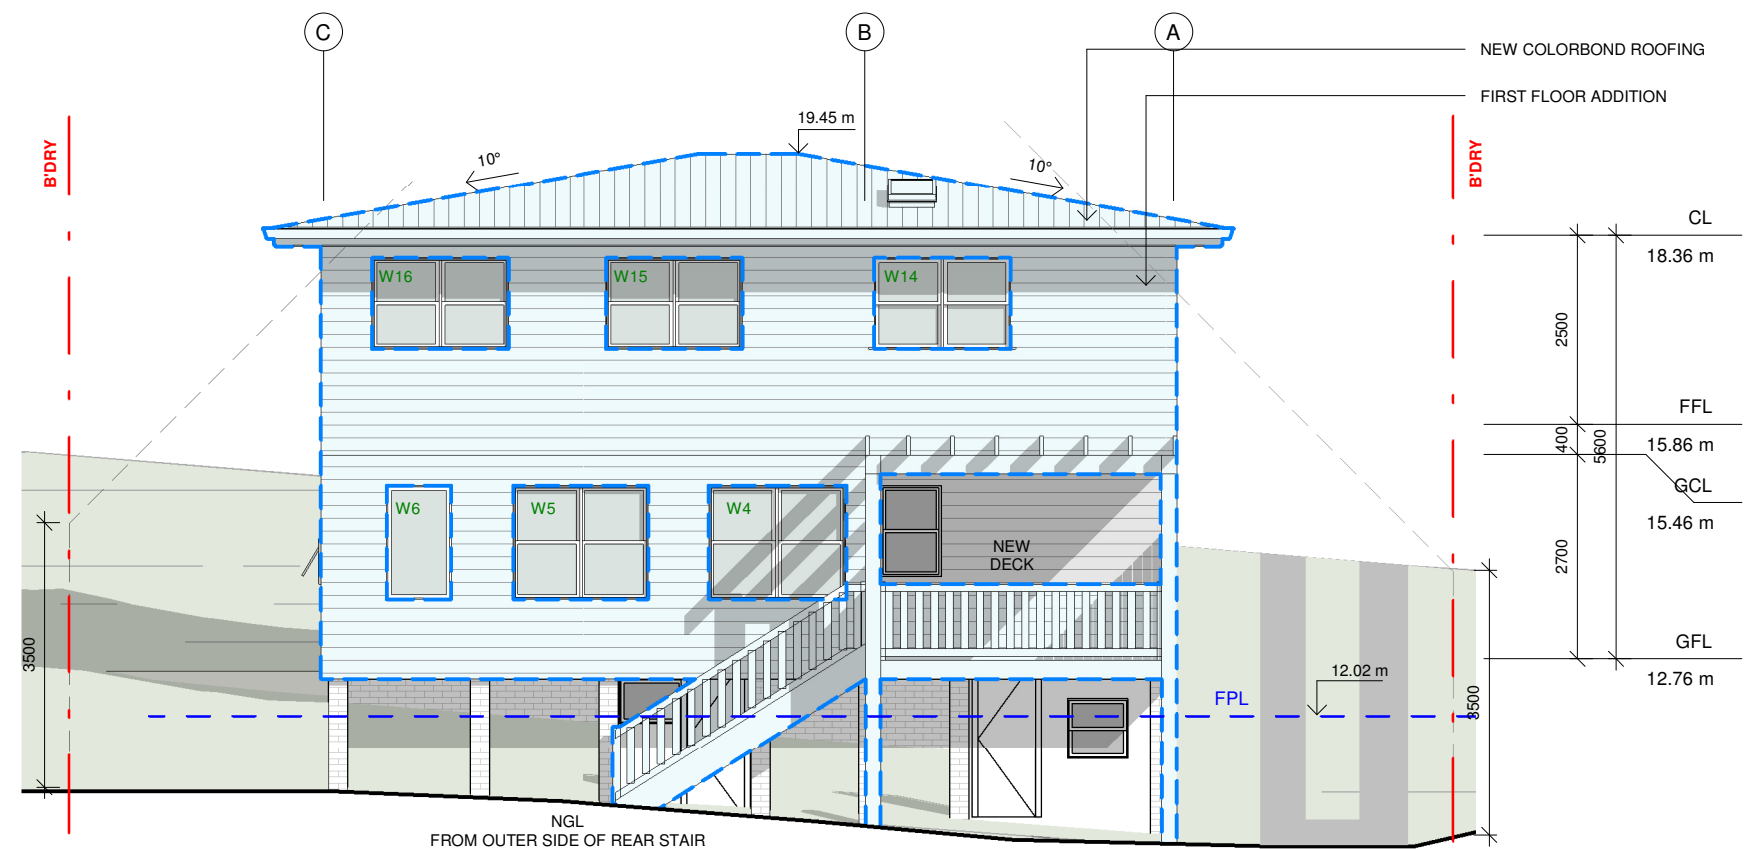 C
B
A
NEW COLORBOND ROOFING
FIRST FLOOR ADDITION
19.45 m
B'DRY
B'DRY
10°
10°
CL
18.36 m
W16
W15
W14
2500
FFL
400
5600
15.86 m
GCL
15.46 m
W6
W5
W4
NEW
DECK
2700
3500
GFL
12.76 m
12.02 m
FPL
3500
NGL
FROM OUTER SIDE OF REAR STAIR